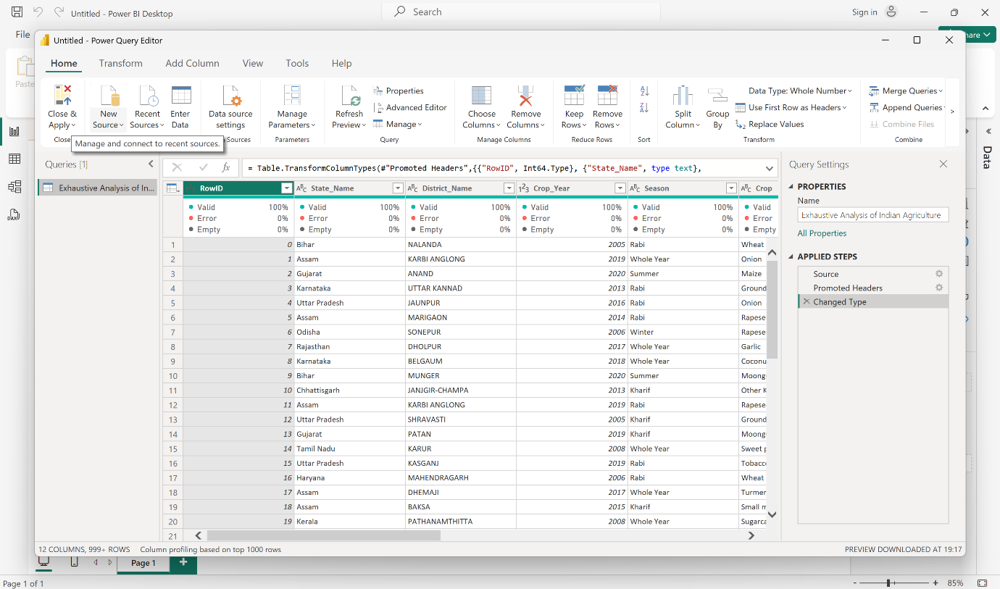 Untitled - Power BI Desktop
Search
Sign in
File
Share
Untitled - Power Query Editor
Home Transform Add Column View Tools Help
Paste
Close & Apply
New Source
Recent Sources
Enter Data
Data source settings
Manage Parameters
Refresh Preview
Properties
Advanced Editor
Manage
Choose Columns
Remove Columns
Keep Rows
Remove Rows
Split Column
Group By
Data Type: Whole Number
Use First Row as Headers
Replace Values
Merge Queries
Append Queries
Combine Files
Close Sources Parameters Query Manage Columns Reduce Rows Sort Transform Combine
Manage and connect to recent sources.
Data
Queries [1]
fx
= Table.TransformColumnTypes(#"Promoted Headers",{{"RowID", Int64.Type}, {"State_Name", type text},
Exhaustive Analysis of In...
RowID ABC State_Name ABC District_Name 123 Crop_Year ABC Season ABC Crop
Valid 100% Valid 100% Valid 100% Valid 100% Valid 100% Valid
Error 0% Error 0% Error 0% Error 0% Error 0% Error
Empty 0% Empty 0% Empty 0% Empty 0% Empty 0% Empty
1 0 Bihar NALANDA 2005 Rabi Wheat
2 1 Assam KARBI ANGLONG 2019 Whole Year Onion
3 2 Gujarat ANAND 2020 Summer Maize
4 3 Karnataka UTTAR KANNAD 2013 Rabi Ground
5 4 Uttar Pradesh JAUNPUR 2016 Rabi Onion
6 5 Assam MARIGAON 2014 Rabi Rapese
7 6 Odisha SONEPUR 2006 Winter Rapese
8 7 Rajasthan DHOLPUR 2017 Whole Year Garlic
9 8 Karnataka BELGAUM 2018 Whole Year Coconu
10 9 Bihar MUNGER 2020 Summer Moong
11 10 Chhattisgarh JANJGIR-CHAMPA 2013 Kharif Other K
12 11 Assam KARBI ANGLONG 2019 Rabi Rapese
13 12 Uttar Pradesh SHRAVASTI 2005 Kharif Ground
14 13 Gujarat PATAN 2019 Kharif Moong
15 14 Tamil Nadu KARUR 2008 Whole Year Sweet p
16 15 Uttar Pradesh KASGANJ 2019 Rabi Tobacc
17 16 Haryana MAHENDRAGARH 2006 Rabi Wheat
18 17 Assam DHEMAJI 2017 Whole Year Turmer
19 18 Assam BAKSA 2015 Kharif Small m
20 19 Kerala PATHANAMTHITTA 2008 Whole Year Sugarca
21
Query Settings
PROPERTIES
Name
Exhaustive Analysis of Indian Agriculture
All Properties
APPLIED STEPS
Source
Promoted Headers
Changed Type
12 COLUMNS, 999+ ROWS Column profiling based on top 1000 rows
PREVIEW DOWNLOADED AT 19:17
Page 1
Page 1 of 1
85%